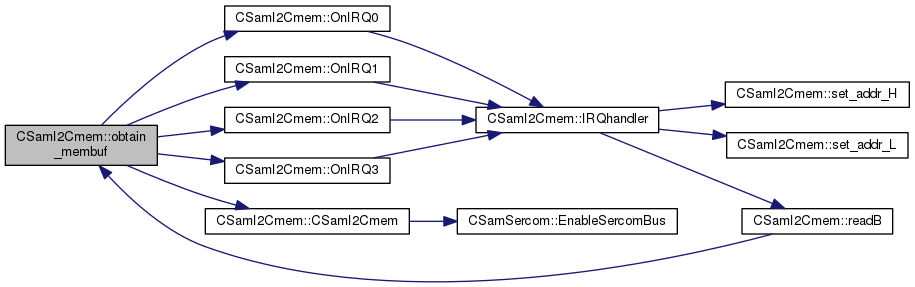 CSamI2Cmem::obtain
_membuf
CSamI2Cmem::OnIRQ0
CSamI2Cmem::OnIRQ1
CSamI2Cmem::OnIRQ2
CSamI2Cmem::OnIRQ3
CSamI2Cmem::CSamI2Cmem
CSamI2Cmem::IRQhandler
CSamSercom::EnableSercomBus
CSamI2Cmem::set_addr_H
CSamI2Cmem::set_addr_L
CSamI2Cmem::readB